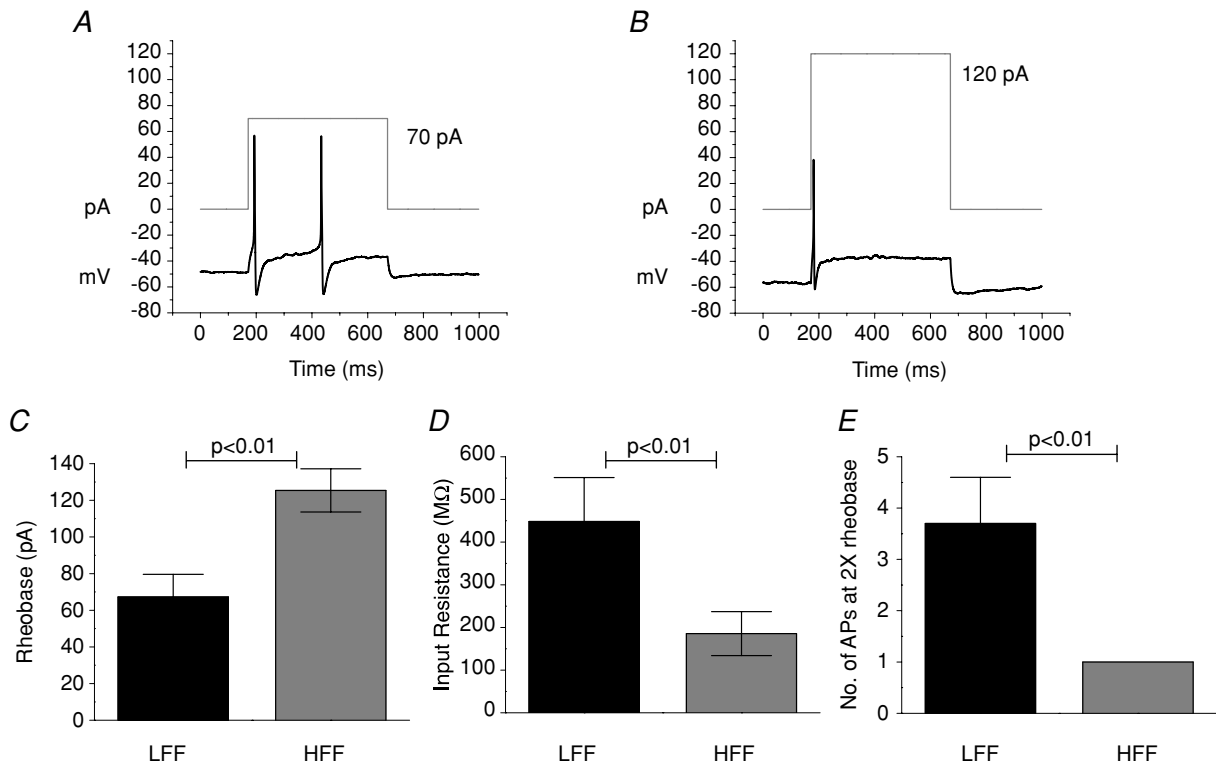 A
120
100
80
60
40
20
pA 0
-20
-40
mV -60
-80
70 pA
0 200 400 600 800 1000
Time (ms)
B
120
100
80
60
40
20
pA 0
-20
-40
mV -60
-80
120 pA
0 200 400 600 800 1000
Time (ms)
C
p<0.01
Rheobase (pA)
140
120
100
80
60
40
20
0
LFF HFF
D
p<0.01
Input Resistance (MΩ)
600
500
400
300
200
100
0
LFF HFF
E
p<0.01
No. of APs at 2X rheobase
5
4
3
2
1
0
LFF HFF